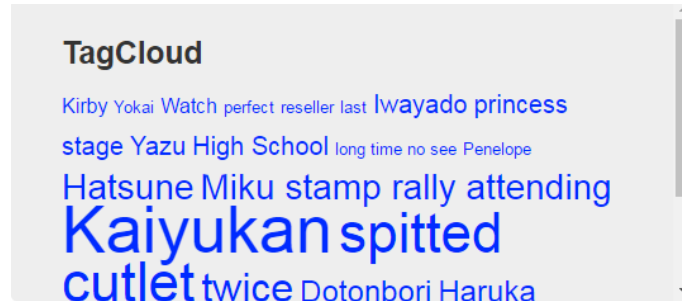 TagCloud
Kirby Yokai Watch perfect reseller last Iwayado princess
stage Yazu High School long time no see Penelope
Hatsune Miku stamp rally attending
Kaiyukan spitted
cutlet twice Dotonbori Haruka